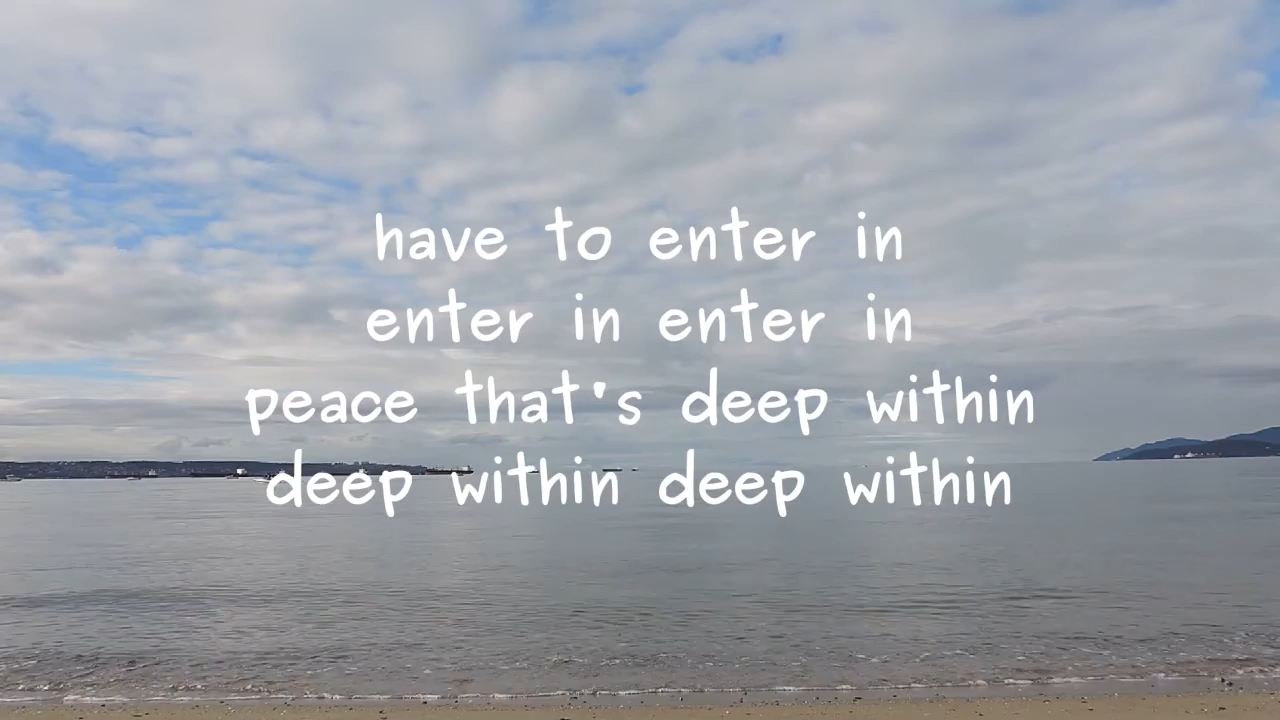 have to enter in
enter in enter in
peace that's deep within
deep within deep within